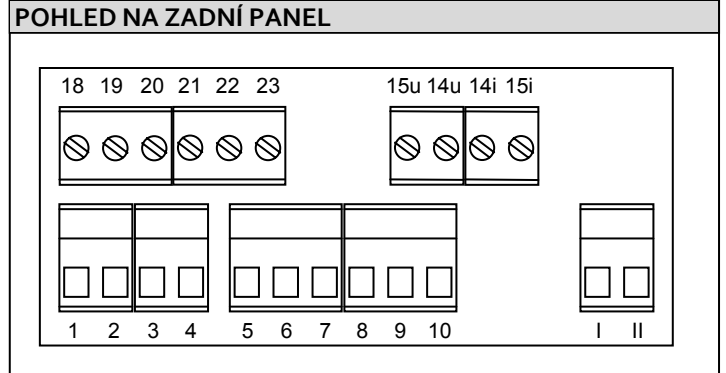 POHLED NA ZADNÍ PANEL
18 19 20 21 22 23 15u 14u 14i 15i
1 2 3 4 5 6 7 8 9 10 I II